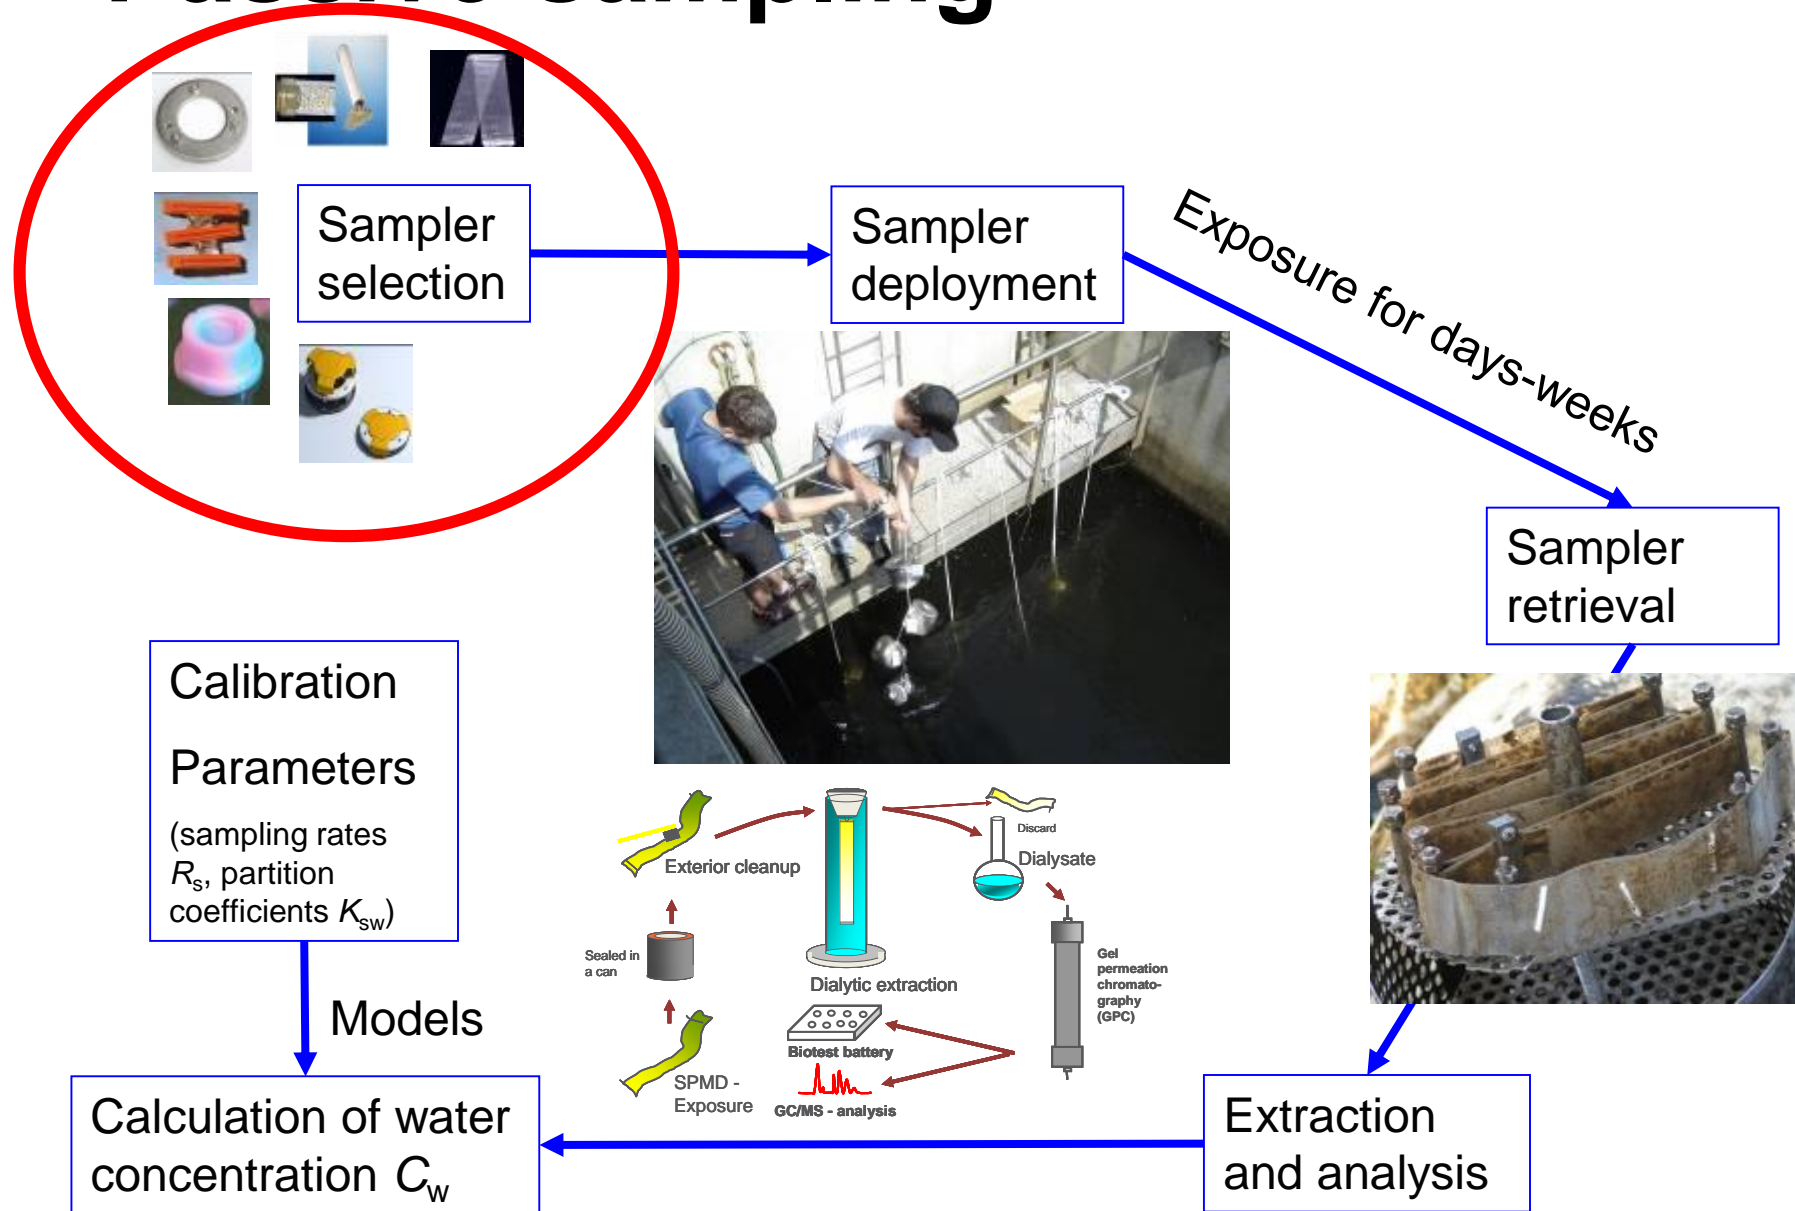 Passive sampling
Sampler
selection
Sampler
deployment
Exposure for days-weeks
Sampler
retrieval
Calibration
Parameters
(sampling rates
Rs, partition
coefficients Ksw)
Models
Exterior cleanup
Discard
Dialysate
Sealed in
a can
Dialytic extraction
Gel
permeation
chromato-
graphy
(GPC)
Biotest battery
SPMD -
Exposure
GC/MS - analysis
Calculation of water
concentration Cw
Extraction
and analysis